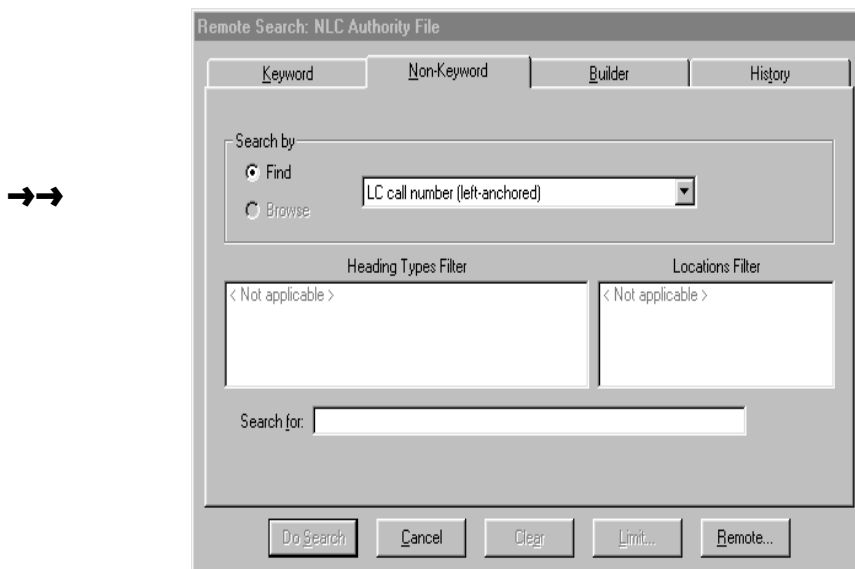 Remote Search: NLC Authority File
Keyword Non-Keyword Builder History
Search by
Find
LC call number (left-anchored)
Browse
Heading Types Filter Locations Filter
< Not applicable > < Not applicable >
Search for:
Do Search Cancel Clear Limit... Remote...